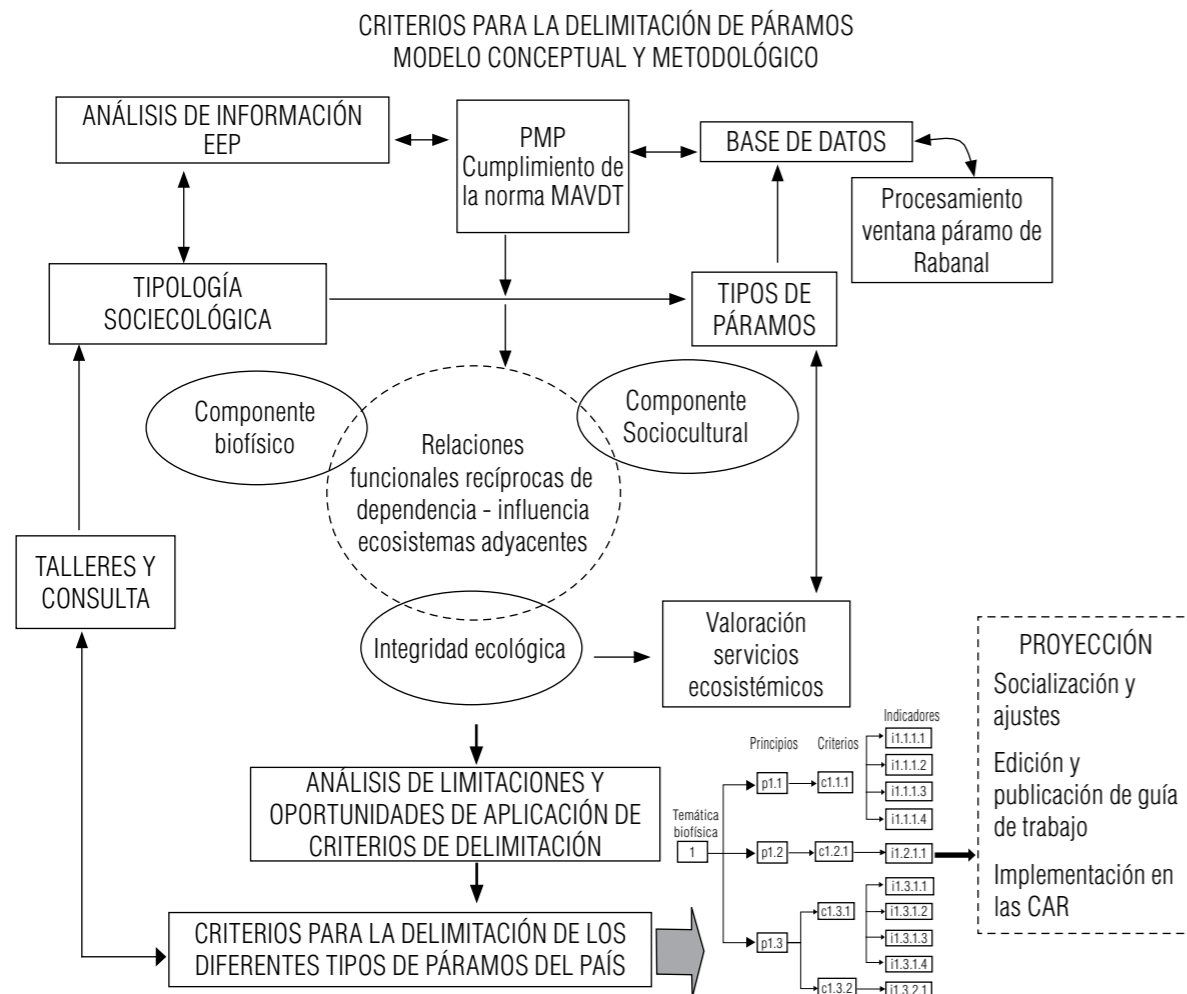 CRITERIOS PARA LA DELIMITACIÓN DE PÁRAMOS
MODELO CONCEPTUAL Y METODOLÓGICO
ANÁLISIS DE INFORMACIÓN
EEP
PMP
Cumplimiento de
la norma MAVDT
BASE DE DATOS
Procesamiento
ventana páramo de
Rabanal
TIPOLOGÍA
SOCIECOLÓGICA
TIPOS DE
PÁRAMOS
Componente
biofísico
Componente
Sociocultural
Relaciones
funcionales recíprocas de
dependencia - influencia
ecosistemas adyacentes
TALLERES Y
CONSULTA
Integridad ecológica
Valoración
servicios
ecosistémicos
ANÁLISIS DE LIMITACIONES Y
OPORTUNIDADES DE APLICACIÓN DE
CRITERIOS DE DELIMITACIÓN
CRITERIOS PARA LA DELIMITACIÓN DE LOS
DIFERENTES TIPOS DE PÁRAMOS DEL PAÍS
Temática
biofísica
1
Principios
p1.1
p1.2
p1.3
Criterios
c1.1.1
c1.2.1
c1.3.1
c1.3.2
Indicadores
i1.1.1.1
i1.1.1.2
i1.1.1.3
i1.1.1.4
i1.2.1.1
i1.3.1.1
i1.3.1.2
i1.3.1.3
i1.3.1.4
i1.3.2.1
PROYECCIÓN
Socialización y
ajustes
Edición y
publicación de guía
de trabajo
Implementación en
las CAR